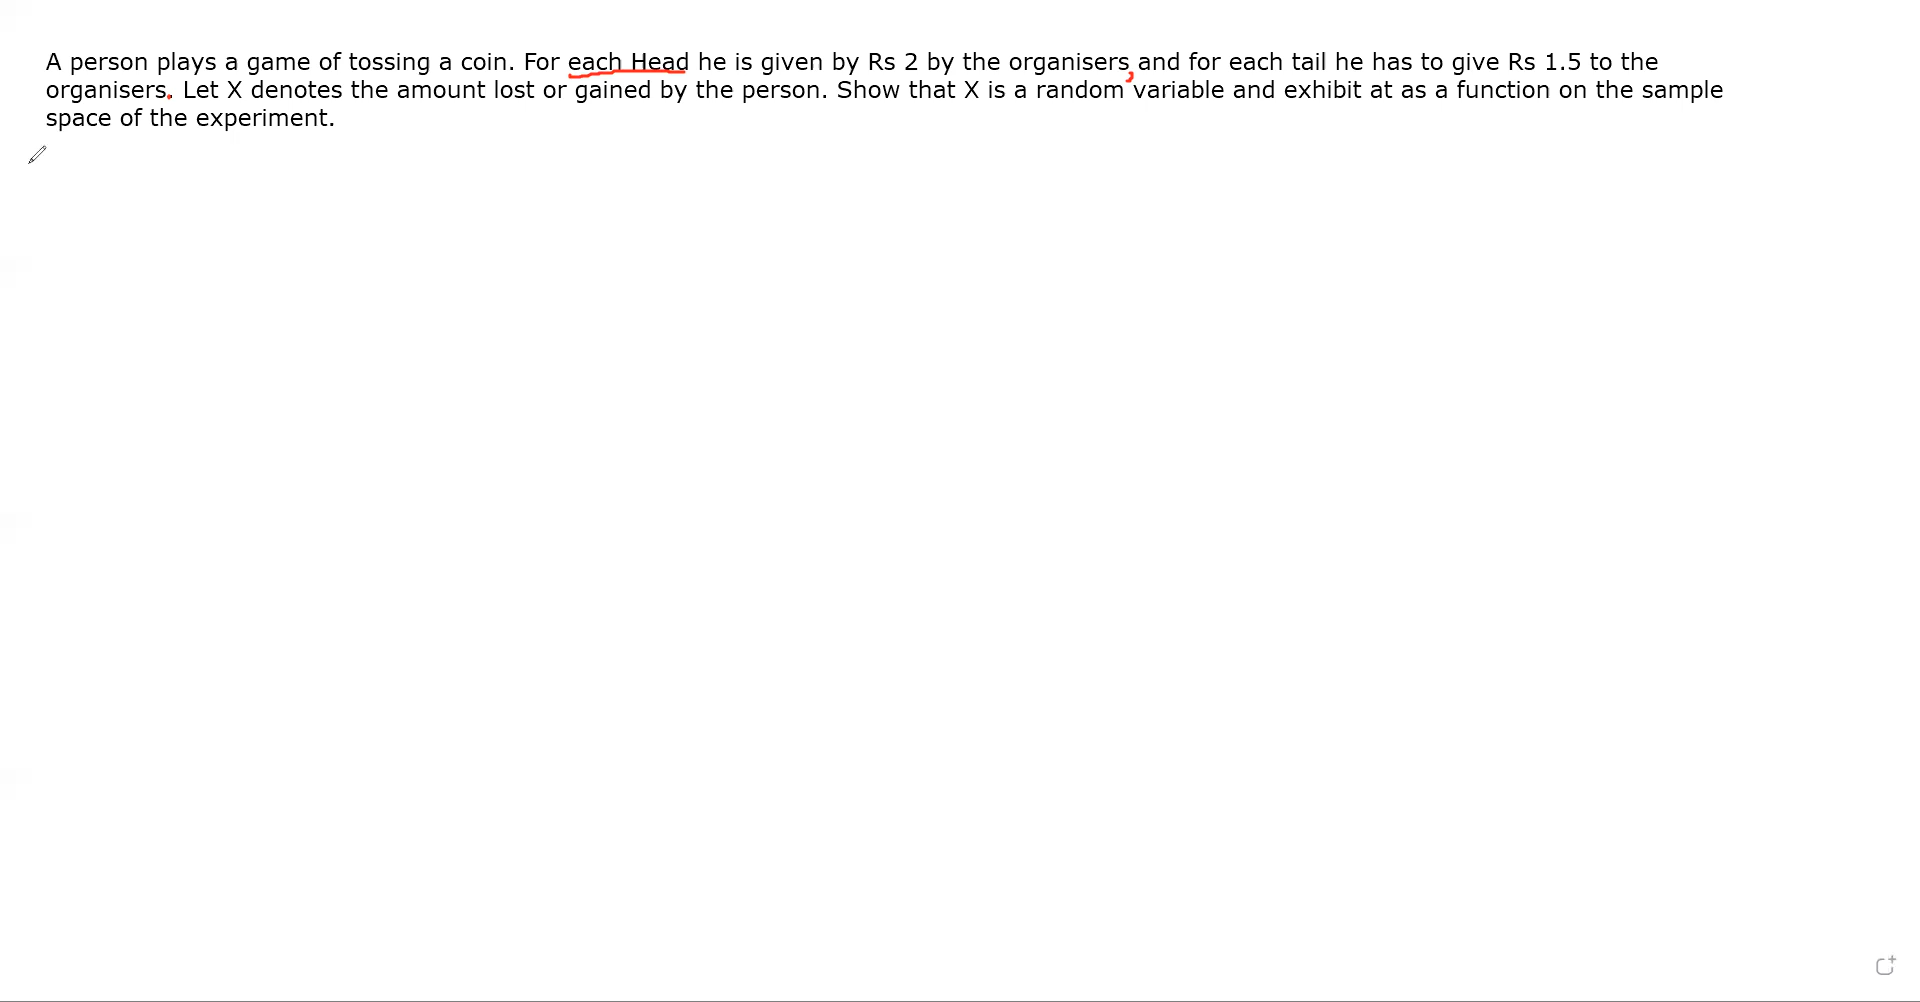 A person plays a game of tossing a coin. For each Head he is given by Rs 2 by the organisers, and for each tail he has to give Rs 1.5 to the
organisers. Let X denotes the amount lost or gained by the person. Show that X is a random variable and exhibit at as a function on the sample
space of the experiment.